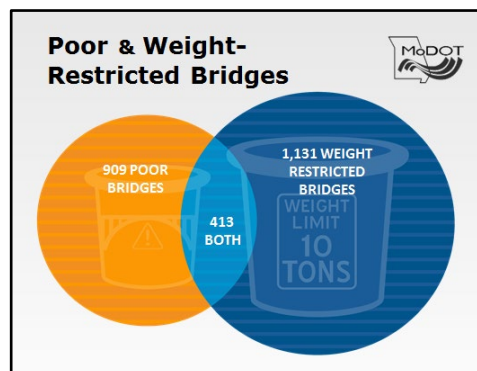 Poor & Weight-
Restricted Bridges
MoDOT
909 POOR
BRIDGES
413
BOTH
1,131 WEIGHT
RESTRICTED
BRIDGES
WEIGHT
LIMIT
10
TONS